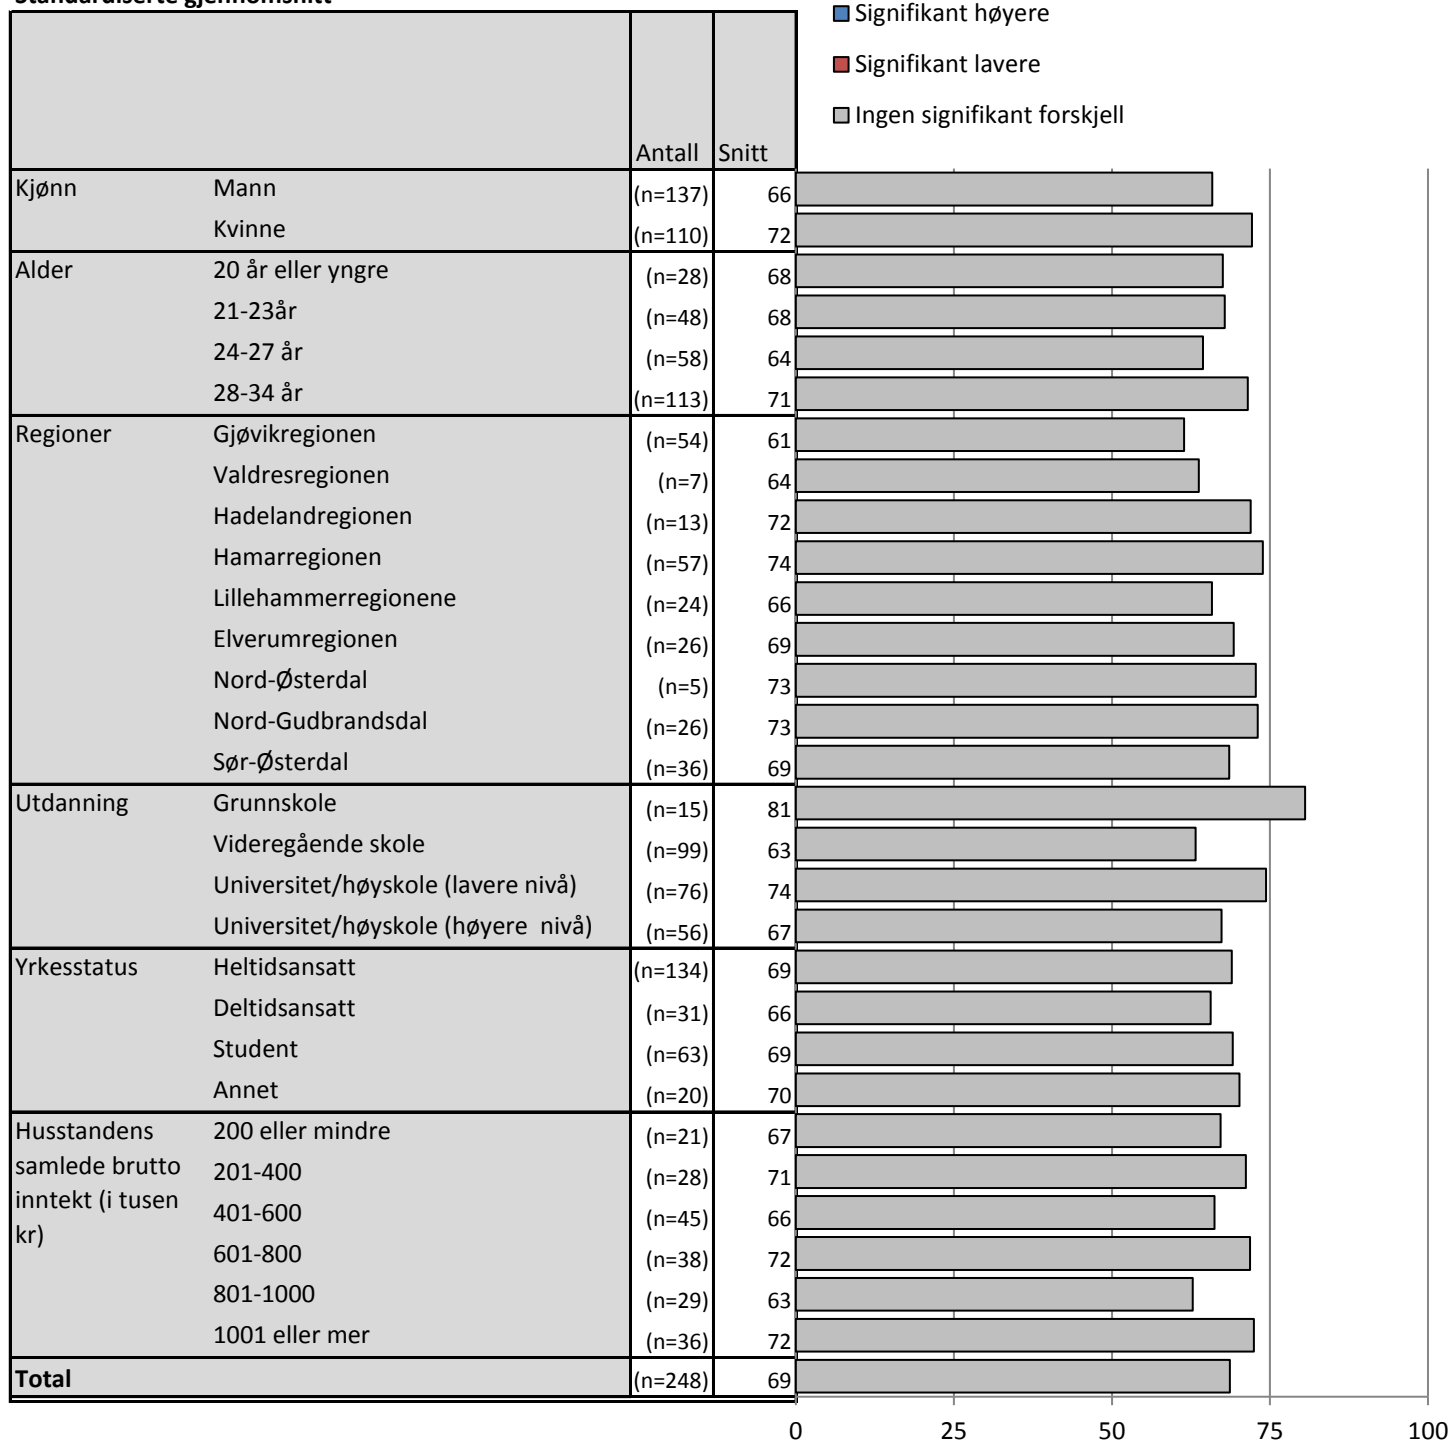 Standardiserte gjennomsnitt
Signifikant høyere
Signifikant lavere
Ingen signifikant forskjell
Antall Snitt
Kjønn Mann (n=137) 66
Kvinne (n=110) 72
Alder 20 år eller yngre (n=28) 68
21-23år (n=48) 68
24-27 år (n=58) 64
28-34 år (n=113) 71
Regioner Gjøvikregionen (n=54) 61
Valdresregionen (n=7) 64
Hadelandregionen (n=13) 72
Hamarregionen (n=57) 74
Lillehammerregionene (n=24) 66
Elverumregionen (n=26) 69
Nord-Østerdal (n=5) 73
Nord-Gudbrandsdal (n=26) 73
Sør-Østerdal (n=36) 69
Utdanning Grunnskole (n=15) 81
Videregående skole (n=99) 63
Universitet/høyskole (lavere nivå) (n=76) 74
Universitet/høyskole (høyere  nivå) (n=56) 67
Yrkesstatus Heltidsansatt (n=134) 69
Deltidsansatt (n=31) 66
Student (n=63) 69
Annet (n=20) 70
Husstandens 200 eller mindre (n=21) 67
samlede brutto 201-400 (n=28) 71
inntekt (i tusen 401-600 (n=45) 66
kr) 601-800 (n=38) 72
801-1000 (n=29) 63
1001 eller mer (n=36) 72
Total (n=248) 69
0 25 50 75 100